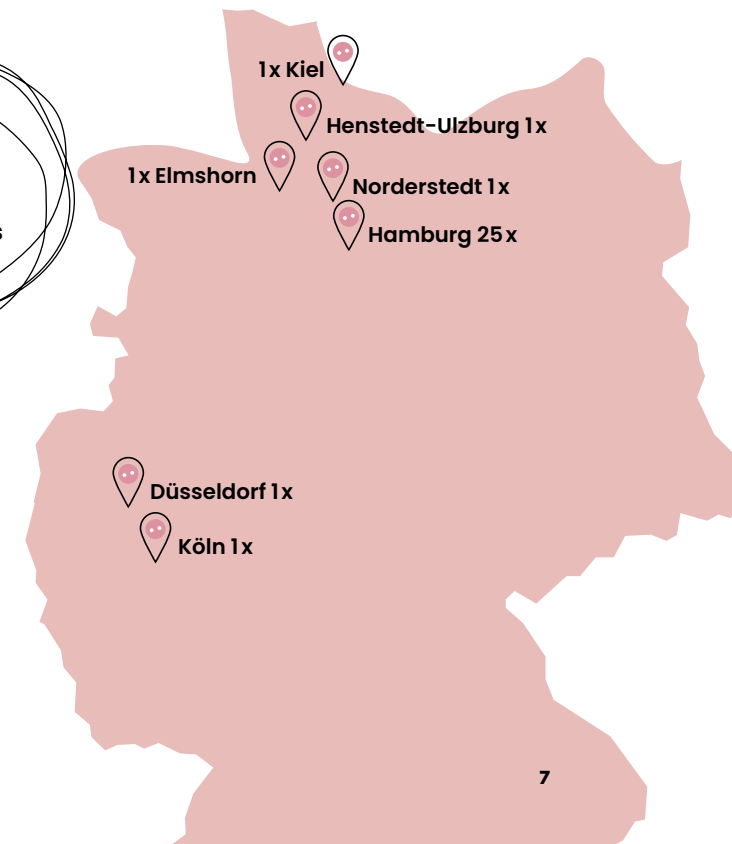 1x Kiel
Henstedt-Ulzburg 1x
1x Elmshorn
Norderstedt 1x
s
Hamburg 25x
Düsseldorf 1x
Köln 1x
7